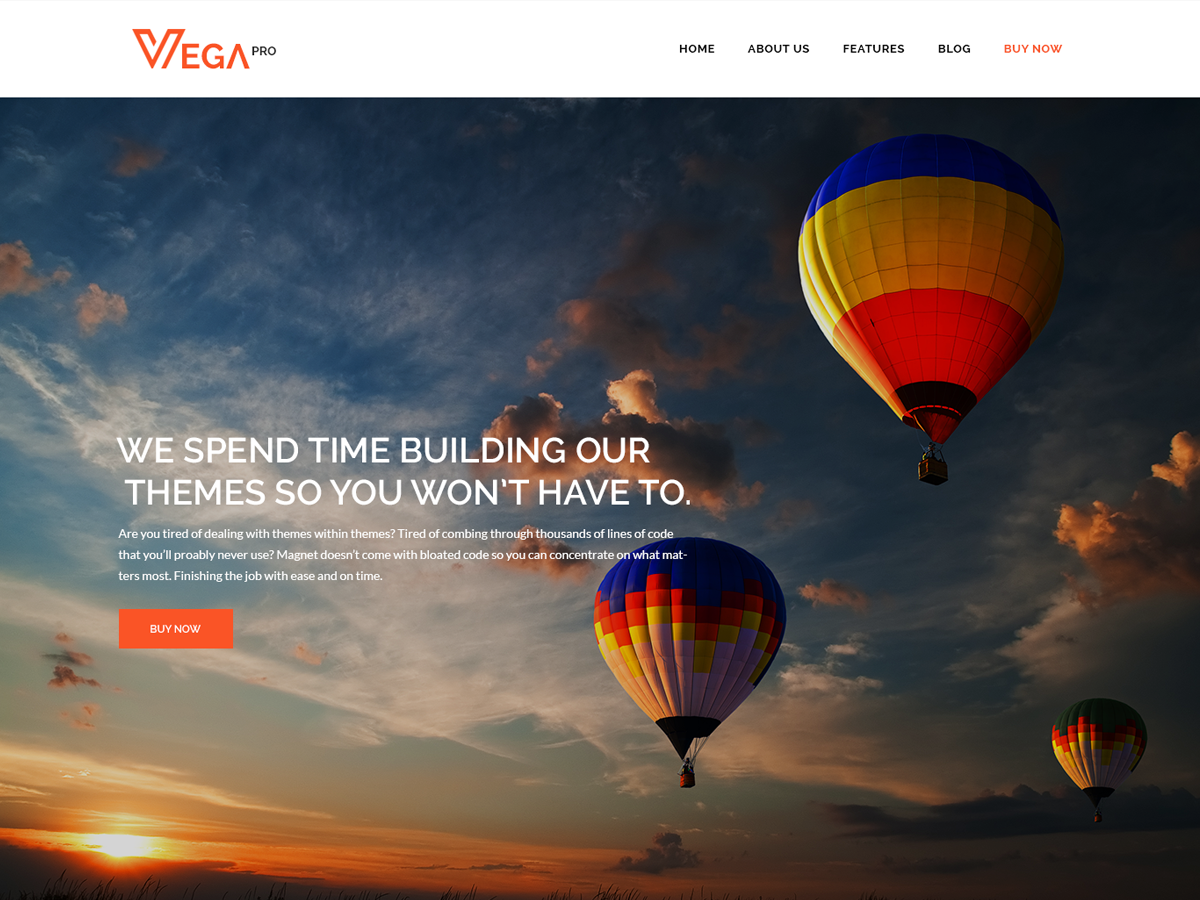 VEGA PRO
HOME ABOUT US FEATURES BLOG BUY NOW
WE SPEND TIME BUILDING OUR
THEMES SO YOU WON'T HAVE TO.
Are you tired of dealing with themes within themes? Tired of combing through thousands of lines of code
that you'll proably never use? Magnet doesn't come with bloated code so you can concentrate on what mat-
ters most. Finishing the job with ease and on time.
BUY NOW